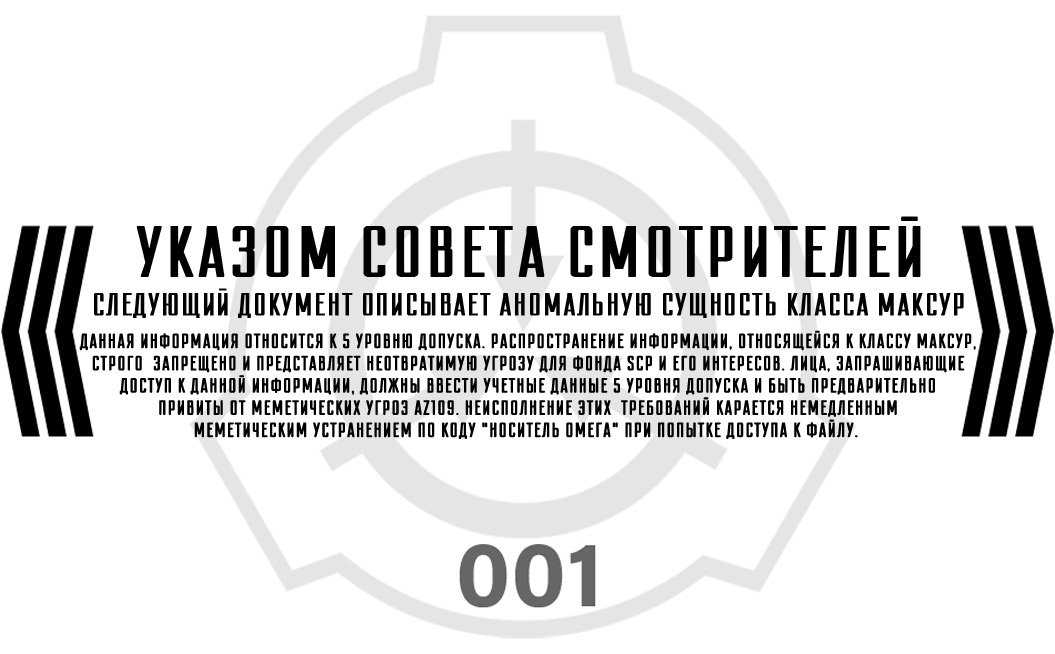 УКАЗОМ СОВЕТА СМОТРИТЕЛЕЙ
СЛЕДУЮЩИЙ ДОКУМЕНТ ОПИСЫВАЕТ АНОМАЛЬНУЮ СУЩНОСТЬ КЛАССА МАКСУР
ДАННАЯ ИНФОРМАЦИЯ ОТНОСИТСЯ К 5 УРОВНЮ ДОПУСКА. РАСПРОСТРАНЕНИЕ ИНФОРМАЦИИ, ОТНОСЯЩЕЙСЯ К КЛАССУ МАКСУР,
СТРОГО ЗАПРЕЩЕНО И ПРЕДСТАВЛЯЕТ НЕОТВРАТИМУЮ УГРОЗУ ДЛЯ ФОНДА SCP И ЕГО ИНТЕРЕСОВ. ЛИЦА, ЗАПРАШИВАЮЩИЕ
ДОСТУП К ДАННОЙ ИНФОРМАЦИИ, ДОЛЖНЫ ВВЕСТИ УЧЕТНЫЕ ДАННЫЕ 5 УРОВНЯ ДОПУСКА И БЫТЬ ПРЕДВАРИТЕЛЬНО
ПРИВИТЫ ОТ МЕМЕТИЧЕСКИХ УГРОЗ AZ109. НЕИСПОЛНЕНИЕ ЭТИХ ТРЕБОВАНИЙ КАРАЕТСЯ НЕМЕДЛЕННЫМ
МЕМЕТИЧЕСКИМ УСТРАНЕНИЕМ ПО КОДУ "НОСИТЕЛЬ ОМЕГА" ПРИ ПОПЫТКЕ ДОСТУПА К ФАЙЛУ.
001